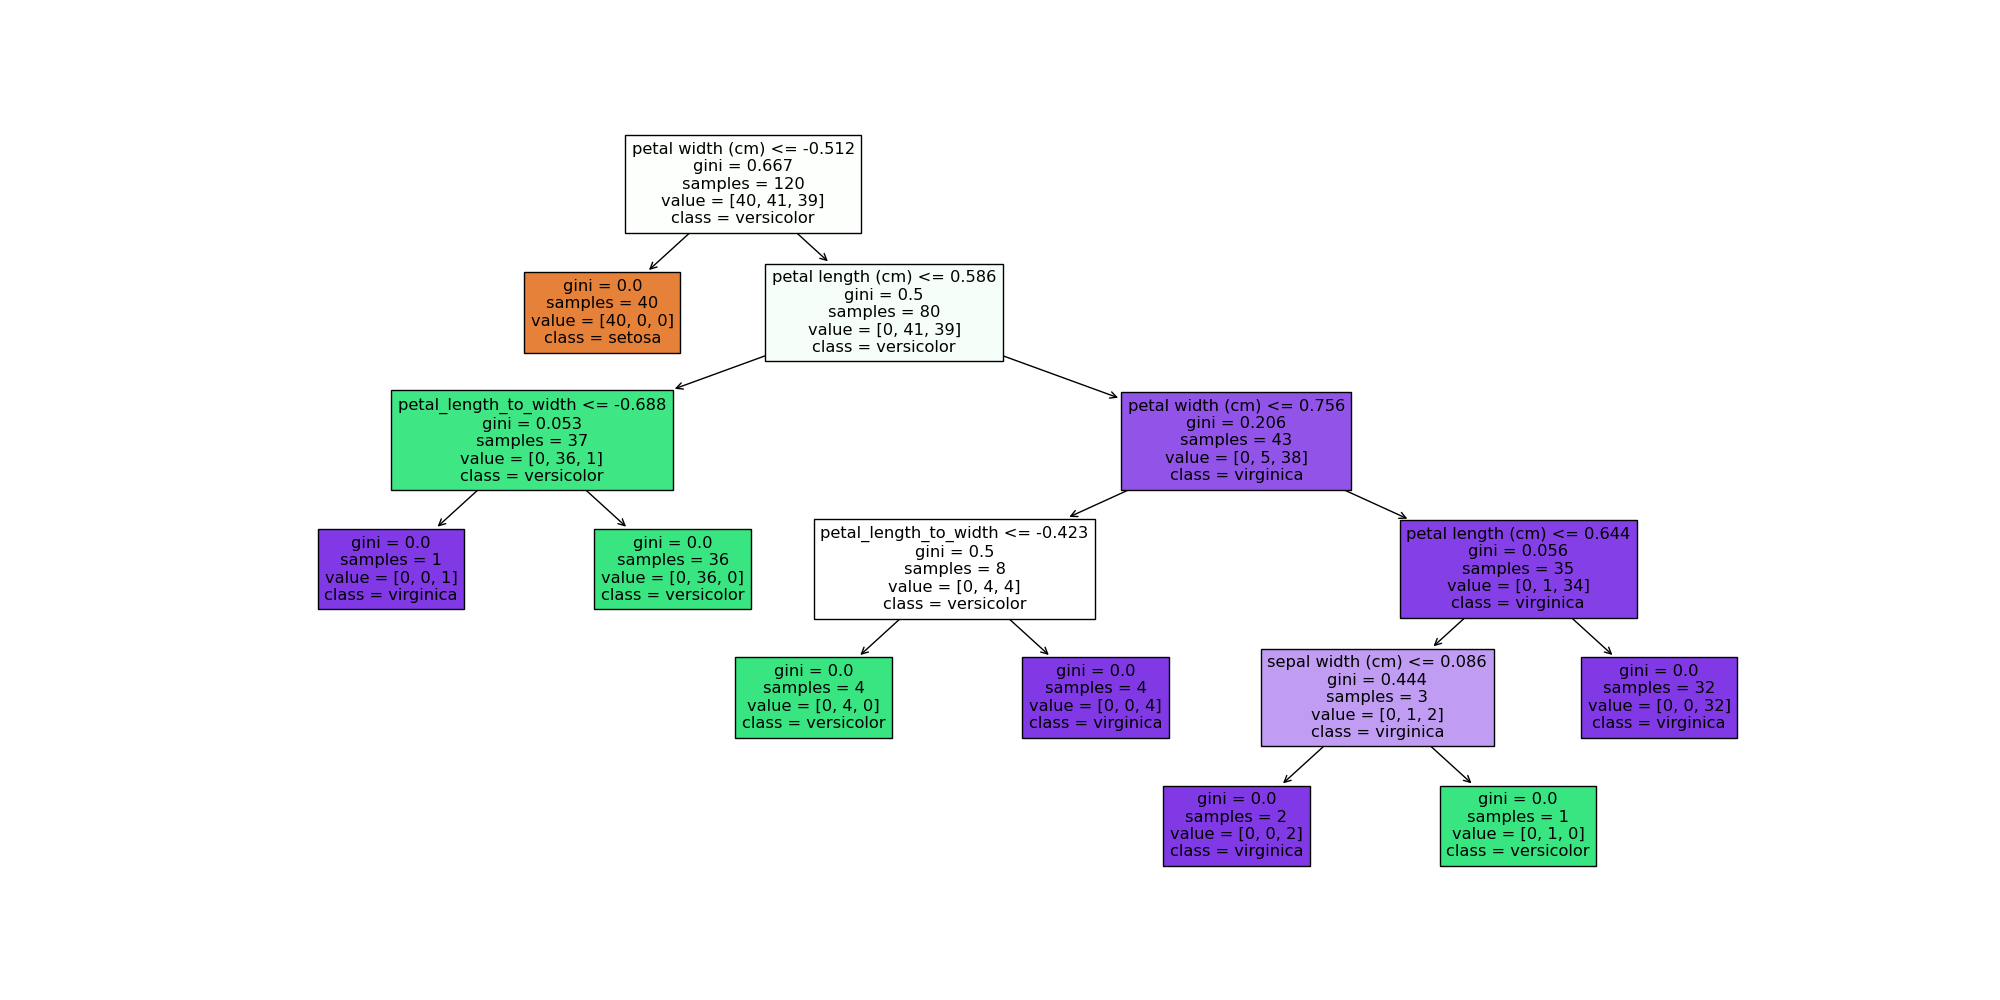 petal width (cm) <= -0.512
gini = 0.667
samples = 120
value = [40, 41, 39]
class = versicolor
gini = 0.0
samples = 40
value = [40, 0, 0]
class = setosa
petal length (cm) <= 0.586
gini = 0.5
samples = 80
value = [0, 41, 39]
class = versicolor
petal_length_to_width <= -0.688
gini = 0.053
samples = 37
value = [0, 36, 1]
class = versicolor
petal width (cm) <= 0.756
gini = 0.206
samples = 43
value = [0, 5, 38]
class = virginica
gini = 0.0
samples = 1
value = [0, 0, 1]
class = virginica
gini = 0.0
samples = 36
value = [0, 36, 0]
class = versicolor
petal_length_to_width <= -0.423
gini = 0.5
samples = 8
value = [0, 4, 4]
class = versicolor
petal length (cm) <= 0.644
gini = 0.056
samples = 35
value = [0, 1, 34]
class = virginica
gini = 0.0
samples = 4
value = [0, 4, 0]
class = versicolor
gini = 0.0
samples = 4
value = [0, 0, 4]
class = virginica
sepal width (cm) <= 0.086
gini = 0.444
samples = 3
value = [0, 1, 2]
class = virginica
gini = 0.0
samples = 32
value = [0, 0, 32]
class = virginica
gini = 0.0
samples = 2
value = [0, 0, 2]
class = virginica
gini = 0.0
samples = 1
value = [0, 1, 0]
class = versicolor